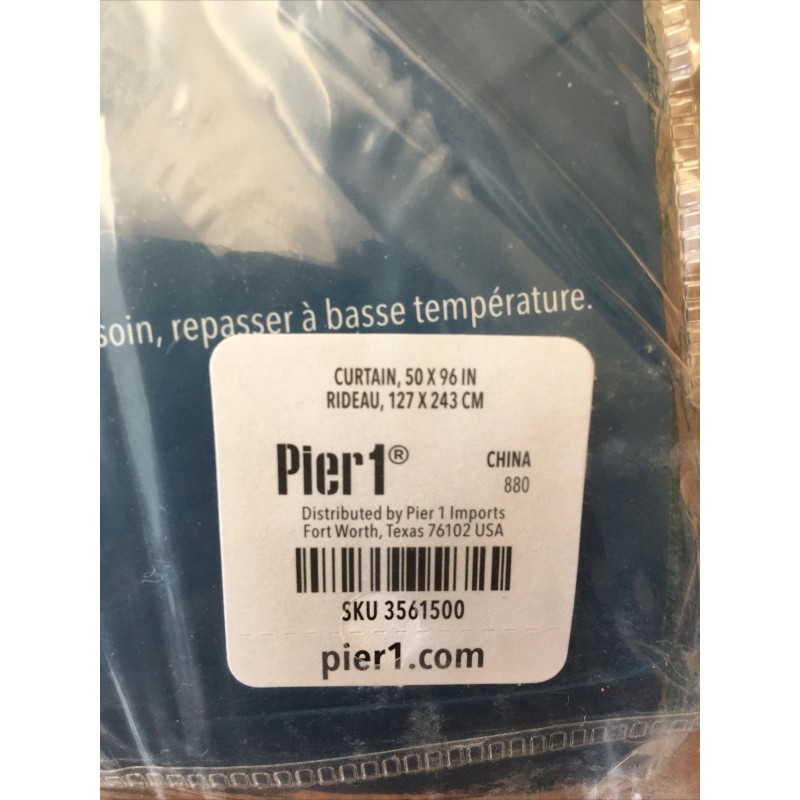 soin, repasser à basse température.
CURTAIN, 50 X 96 IN
RIDEAU, 127 X 243 CM
Pier1®
CHINA
880
Distributed by Pier 1 Imports
Fort Worth, Texas 76102 USA
SKU 3561500
pier1.com